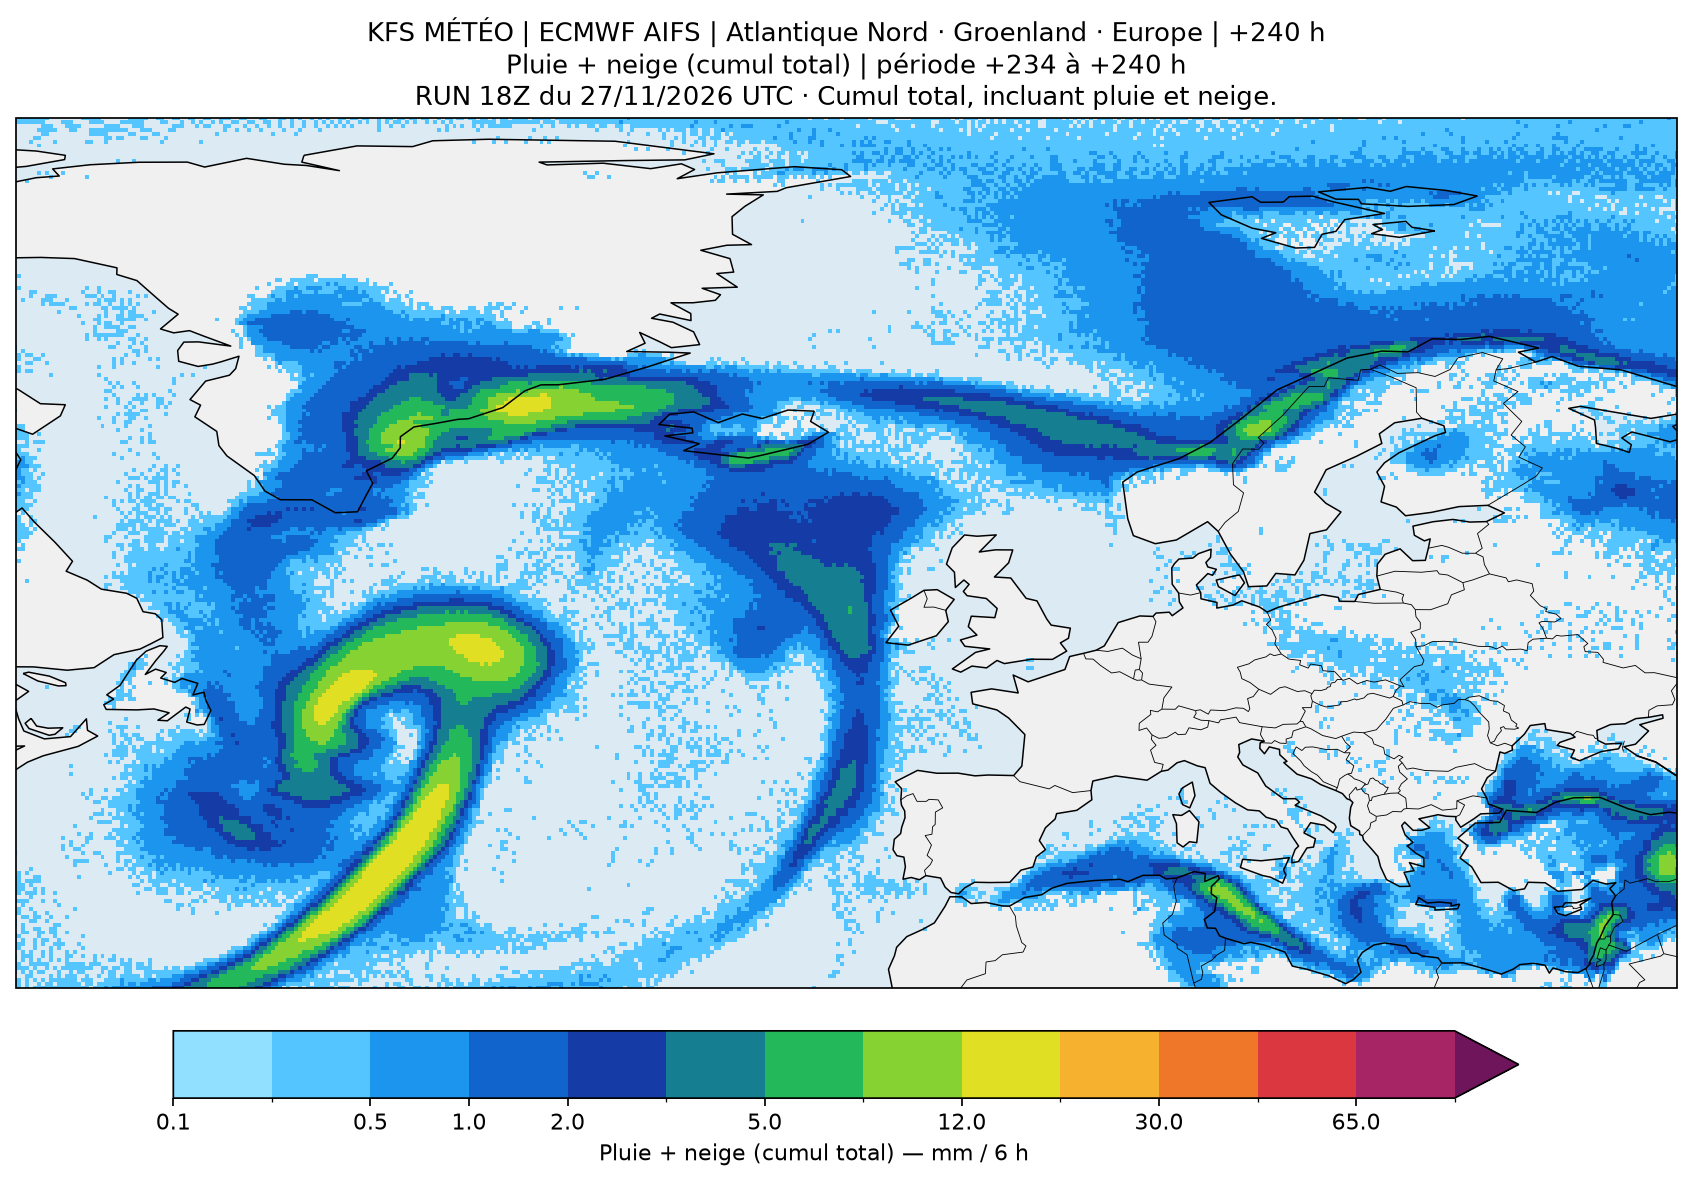 KFS MÉTÉO | ECMWF AIFS | Atlantique Nord · Groenland · Europe | +240 h
Pluie + neige (cumul total) | période +234 à +240 h
RUN 18Z du 27/11/2026 UTC · Cumul total, incluant pluie et neige.
0.1 0.5 1.0 2.0 5.0 12.0 30.0 65.0
Pluie + neige (cumul total) — mm / 6 h